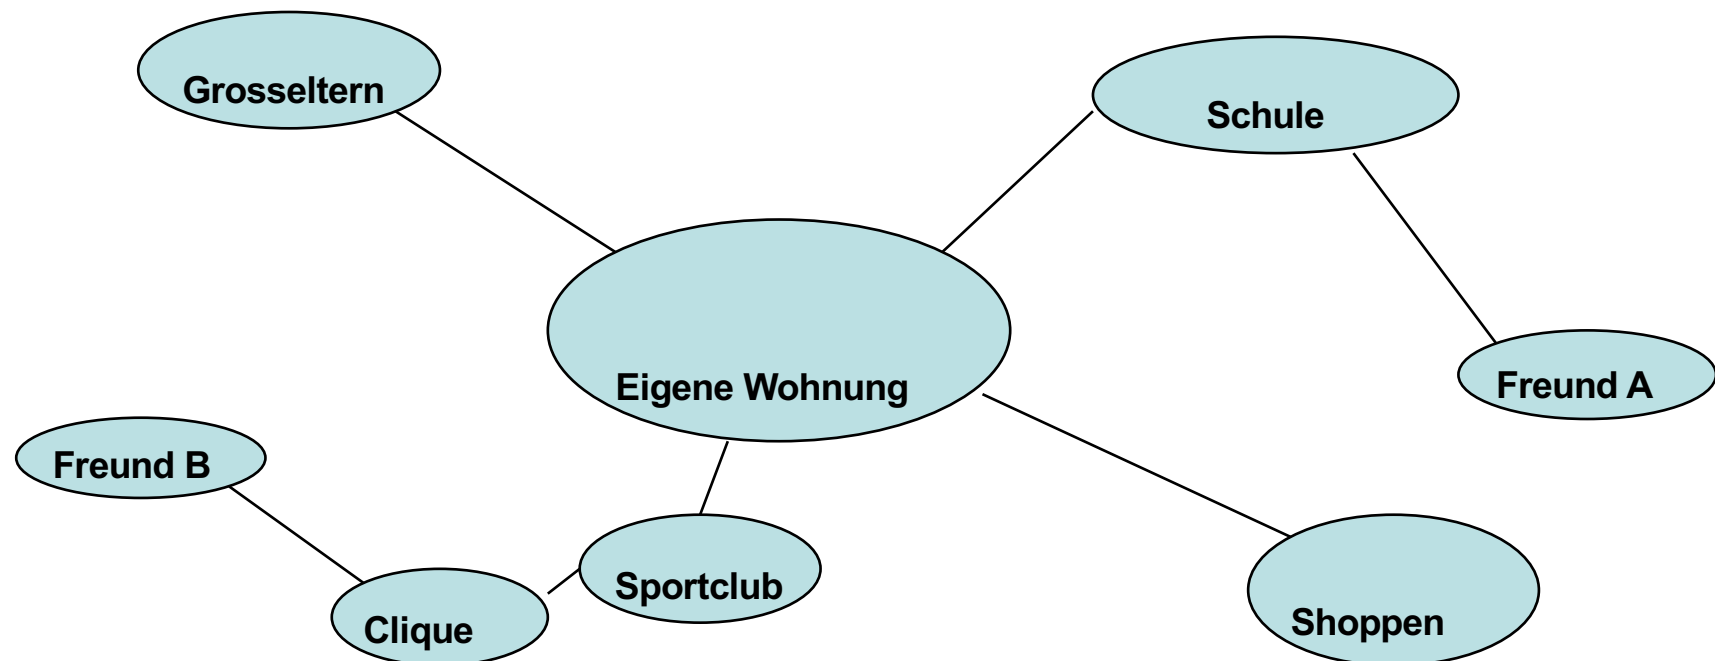 Grosseltern
Schule
Eigene Wohnung
Freund A
Freund B
Sportclub
Clique
Shoppen